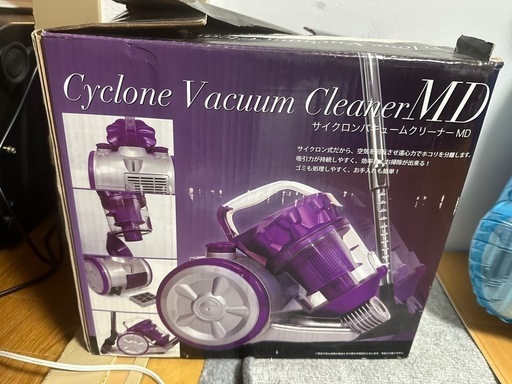 Cyclone Vacuum Cleaner MD
サイクロンバキュームクリーナー MD
サイクロン式だから、空気を回転させ遠心力でホコリを分離します。
吸引力が持続しやすく、効率よくお掃除が出来る！
ゴミも処理しやすく、お手入れも簡単！